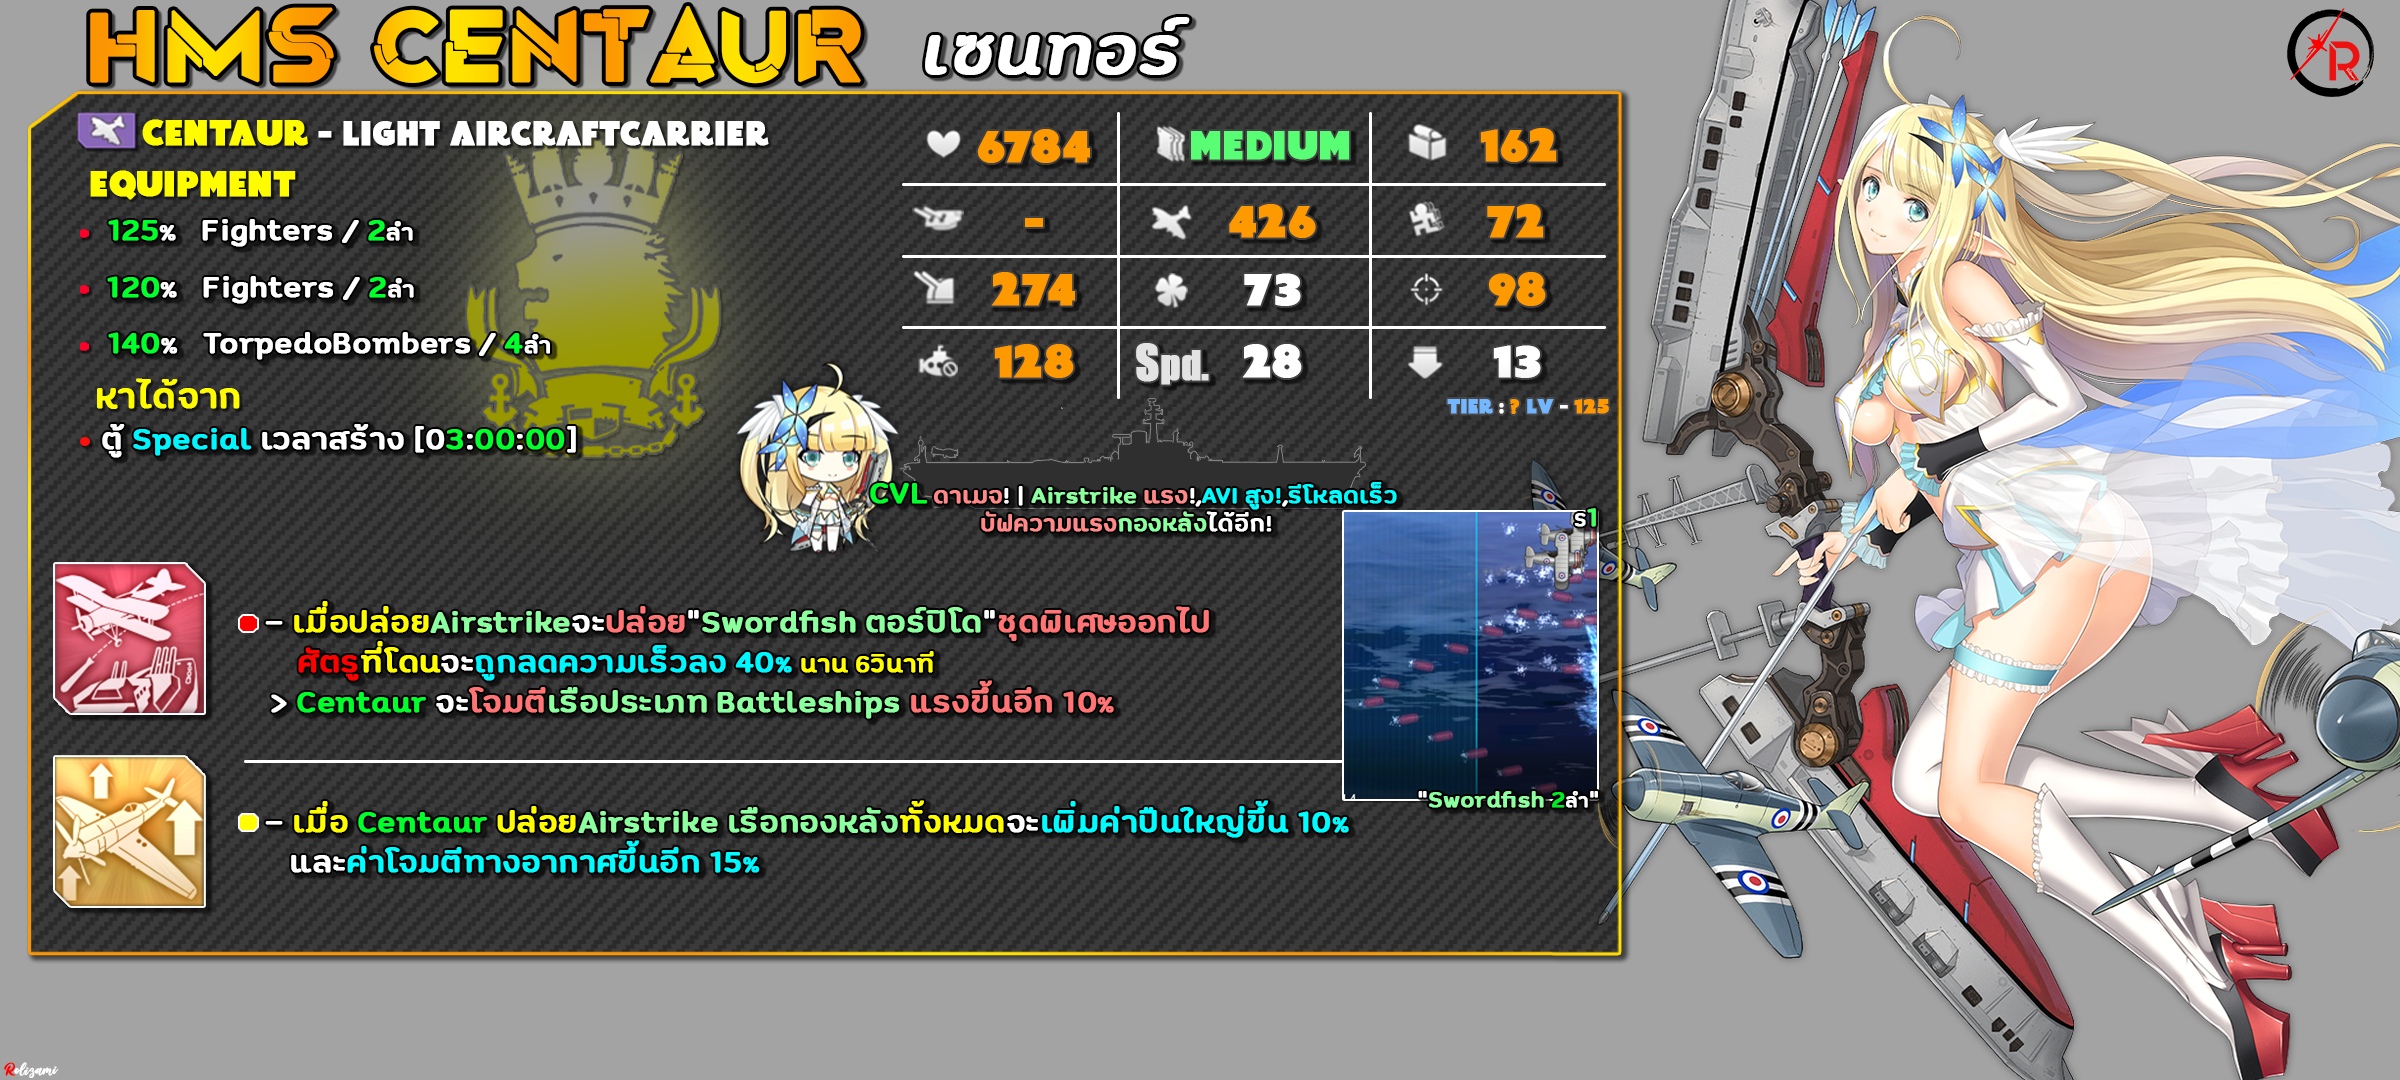 HMS CENTAUR เซนทอร์
R
CENTAUR - LIGHT AIRCRAFTCARRIER
EQUIPMENT
125% Fighters / 2ลำ
120% Fighters / 2ลำ
140% TorpedoBombers / 4ลำ
หาได้จาก
ตู้ Special เวลาสร้าง [03:00:00]
6784 MEDIUM 162
- 426 72
274 73 98
128 Spd. 28 13
TIER : ? LV - 125
CVL ดาเมจ! | Airstrike แรง!,AVI สูง!,รีโหลดเร็ว
บัฟความแรงกองหลังได้อีก!
ร1
- เมื่อปล่อยAirstrikeจะปล่อย"Swordfish ตอร์ปิโด"ชุดพิเศษออกไป
ศัตรูที่โดนจะถูกลดความเร็วลง 40% นาน 6วินาที
> Centaur จะโจมตีเรือประเภท Battleships แรงขึ้นอีก 10%
"Swordfish 2ลำ"
- เมื่อ Centaur ปล่อยAirstrike เรือกองหลังทั้งหมดจะเพิ่มค่าปืนใหญ่ขึ้น 10%
และค่าโจมตีทางอากาศขึ้นอีก 15%
Rolizami